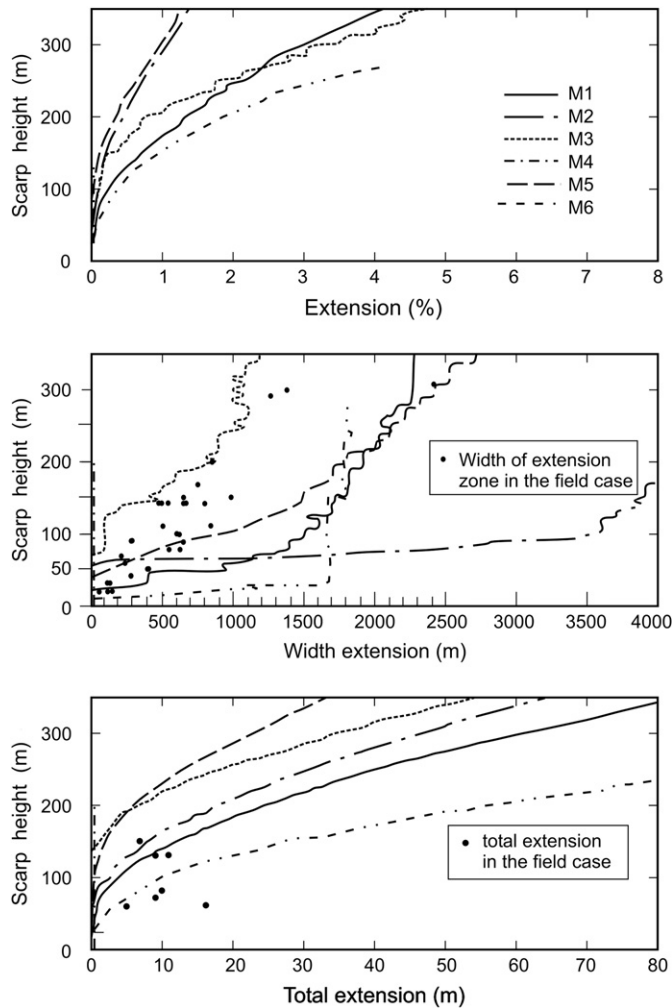 Scarp height (m)
300
200
100
0
M1
M2
M3
M4
M5
M6
0 1 2 3 4 5 6 7 8
Extension (%)
Scarp height (m)
300
200
100
50
0
• Width of extension
zone in the field case
0 500 1000 1500 2000 2500 3000 3500 4000
Width extension (m)
Scarp height (m)
300
200
100
0
• total extension
in the field case
0 10 20 30 40 50 60 70 80
Total extension (m)